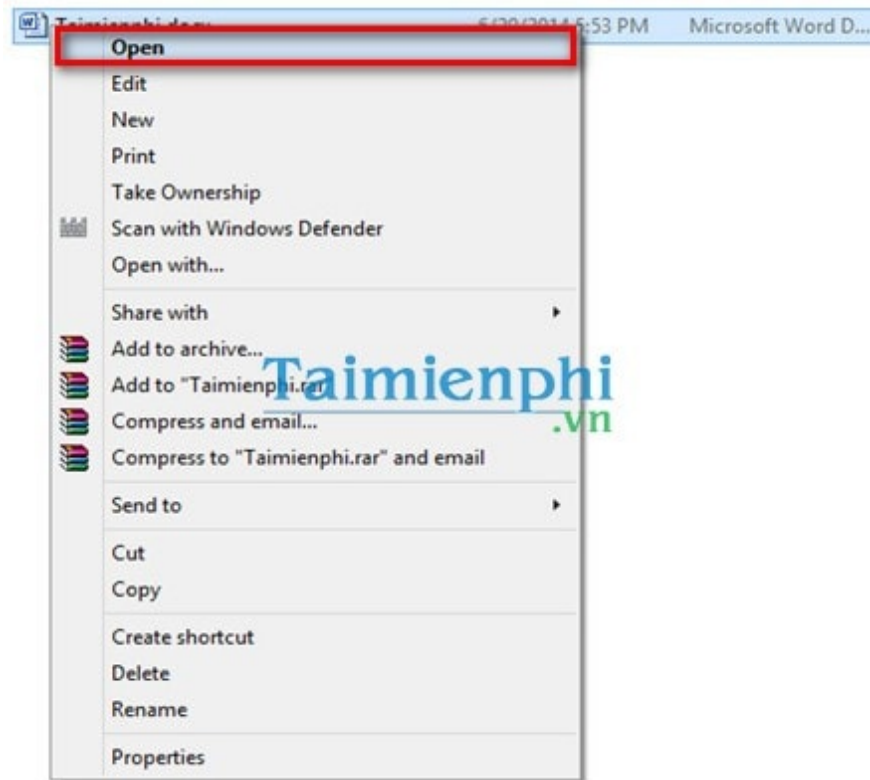 Taimienphi.docx 6/20/2014 5:53 PM Microsoft Word D...
Open
Edit
New
Print
Take Ownership
Scan with Windows Defender
Open with...
Share with
Add to archive...
Add to "Taimienphi.rar"
Compress and email...
Compress to "Taimienphi.rar" and email
Send to
Cut
Copy
Create shortcut
Delete
Rename
Properties
Taimienphi
.vn